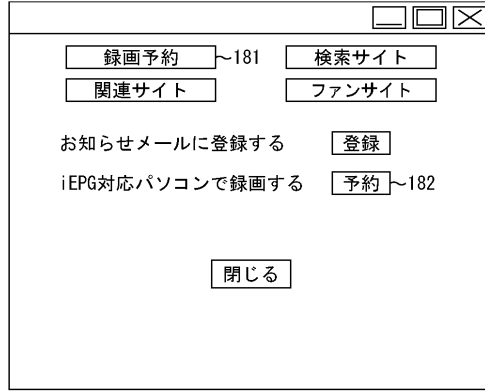 録画予約~181 検索サイト
関連サイト ファンサイト
お知らせメールに登録する 登録
iEPG対応パソコンで録画する 予約~182
閉じる